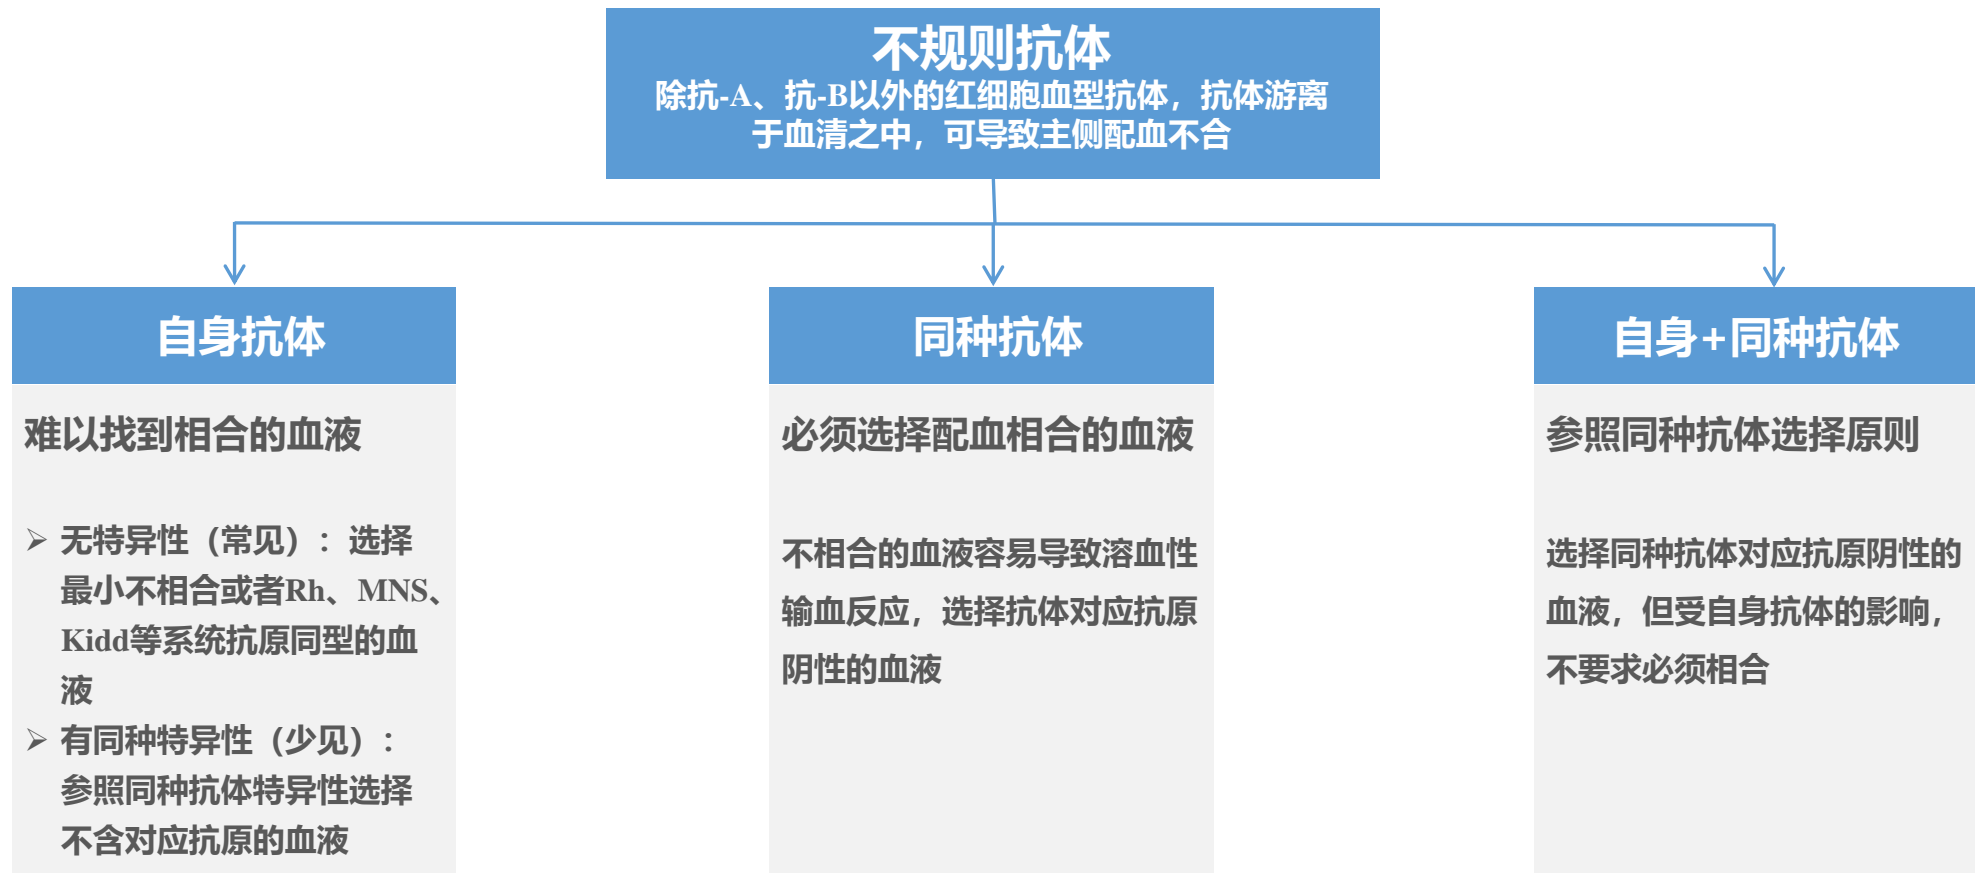 不规则抗体
除抗-A、抗-B以外的红细胞血型抗体，抗体游离
于血清之中，可导致主侧配血不合
自身抗体
难以找到相合的血液
➢ 无特异性（常见）：选择
最小不相合或者Rh、MNS、
Kidd等系统抗原同型的血
液
➢ 有同种特异性（少见）：
参照同种抗体特异性选择
不含对应抗原的血液
同种抗体
必须选择配血相合的血液
不相合的血液容易导致溶血性
输血反应，选择抗体对应抗原
阴性的血液
自身+同种抗体
参照同种抗体选择原则
选择同种抗体对应抗原阴性的
血液，但受自身抗体的影响，
不要求必须相合